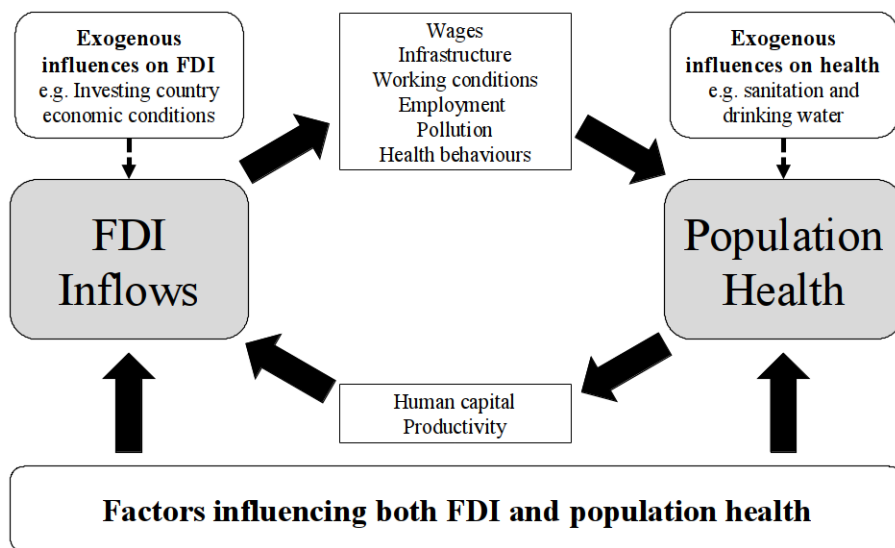 Exogenous
influences on FDI
e.g. Investing country
economic conditions
Wages
Infrastructure
Working conditions
Employment
Pollution
Health behaviours
Exogenous
influences on health
e.g. sanitation and
drinking water
FDI
Inflows
Population
Health
Human capital
Productivity
Factors influencing both FDI and population health